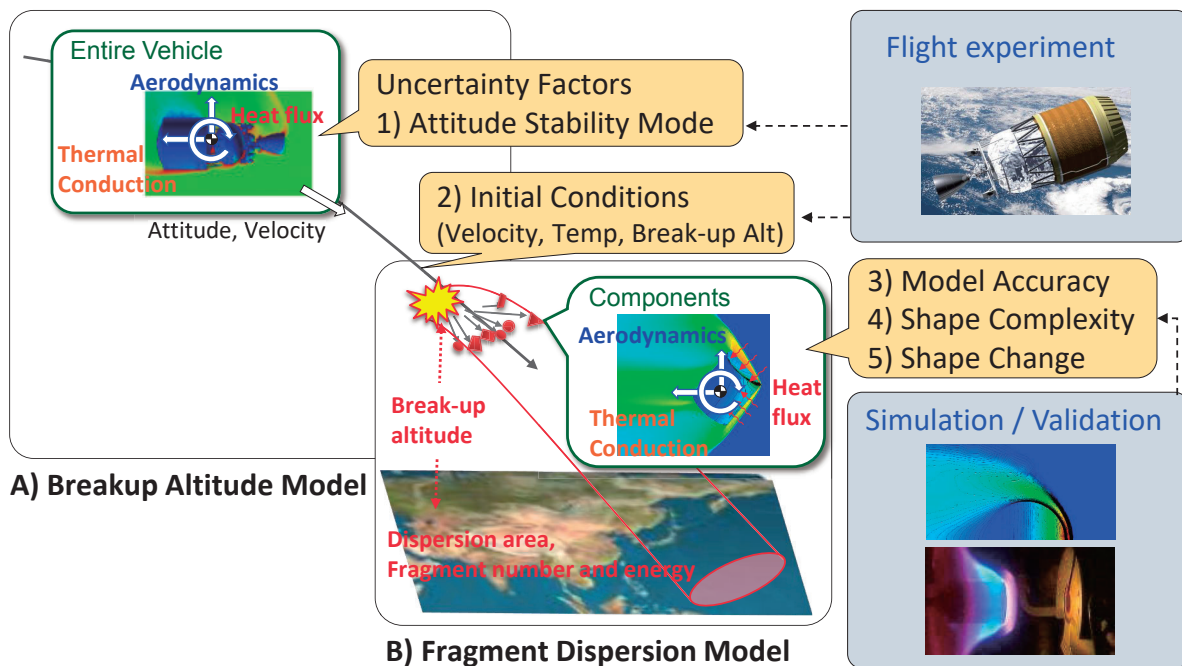 Entire Vehicle
Aerodynamics
Heat flux
Thermal
Conduction
Attitude, Velocity
Uncertainty Factors
1) Attitude Stability Mode
2) Initial Conditions
(Velocity, Temp, Break-up Alt)
Flight experiment
Components
Aerodynamics
Heat
flux
Thermal
Conduction
3) Model Accuracy
4) Shape Complexity
5) Shape Change
Break-up
altitude
A) Breakup Altitude Model
Dispersion area,
Fragment number and energy
B) Fragment Dispersion Model
Simulation / Validation